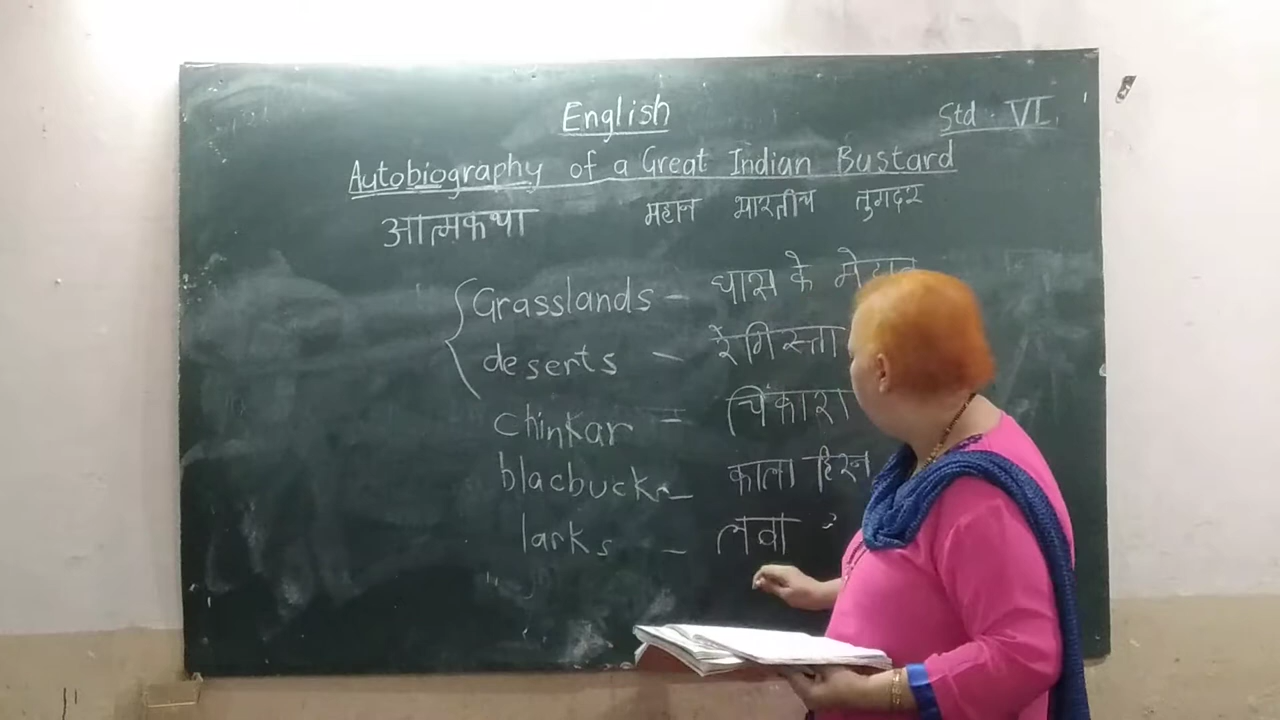 English
Std. VI
Autobiography of a Great Indian Bustard
आत्मकथा महान भारतीय तुगदर
Grasslands - घास के
deserts - रेगिस्ता
chinkar - चिंकारा
blacbuck - काला हिरन
larks - लवा